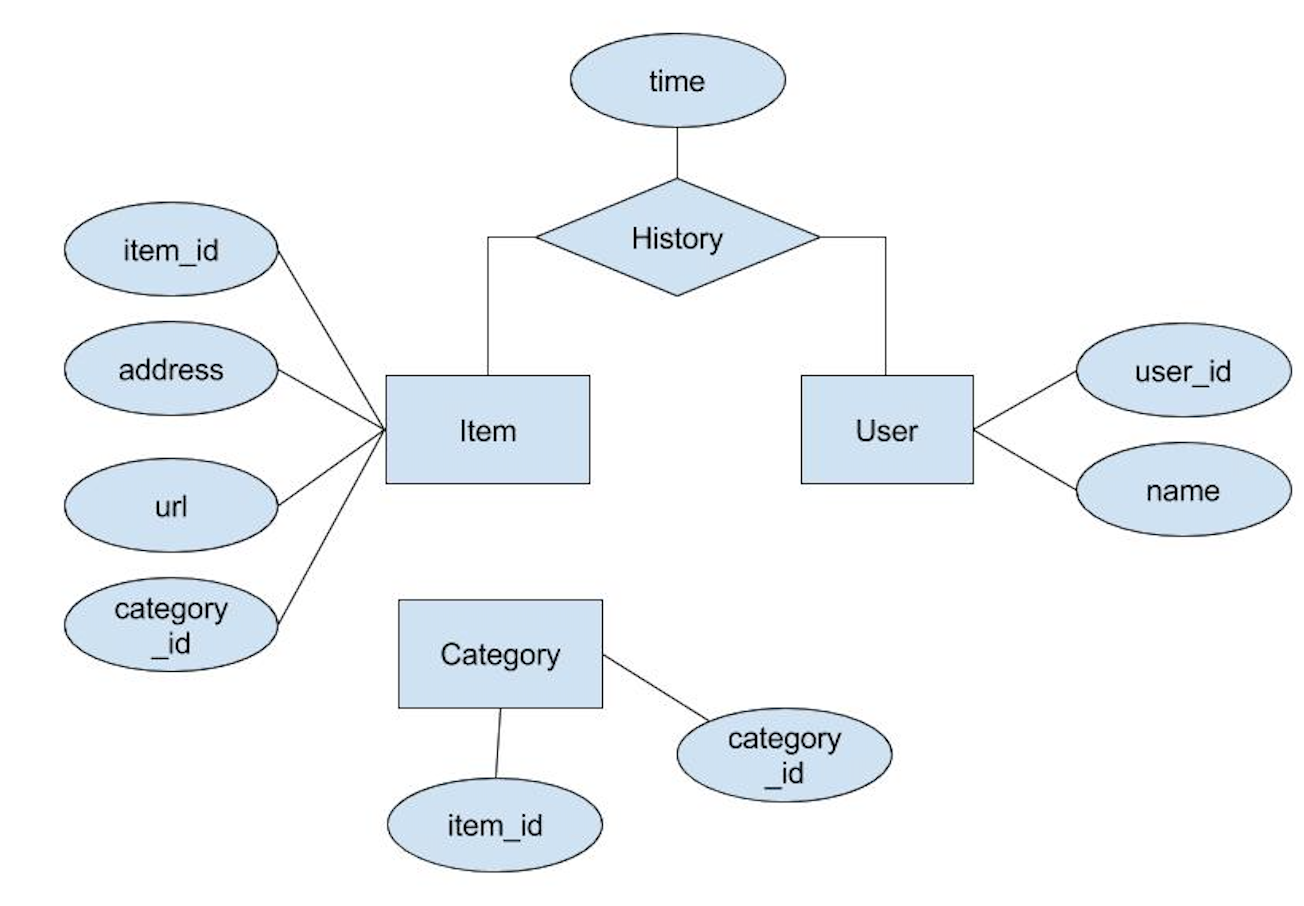 time
History
item_id
address
url
category
_id
Item
User
user_id
name
Category
category
_id
item_id